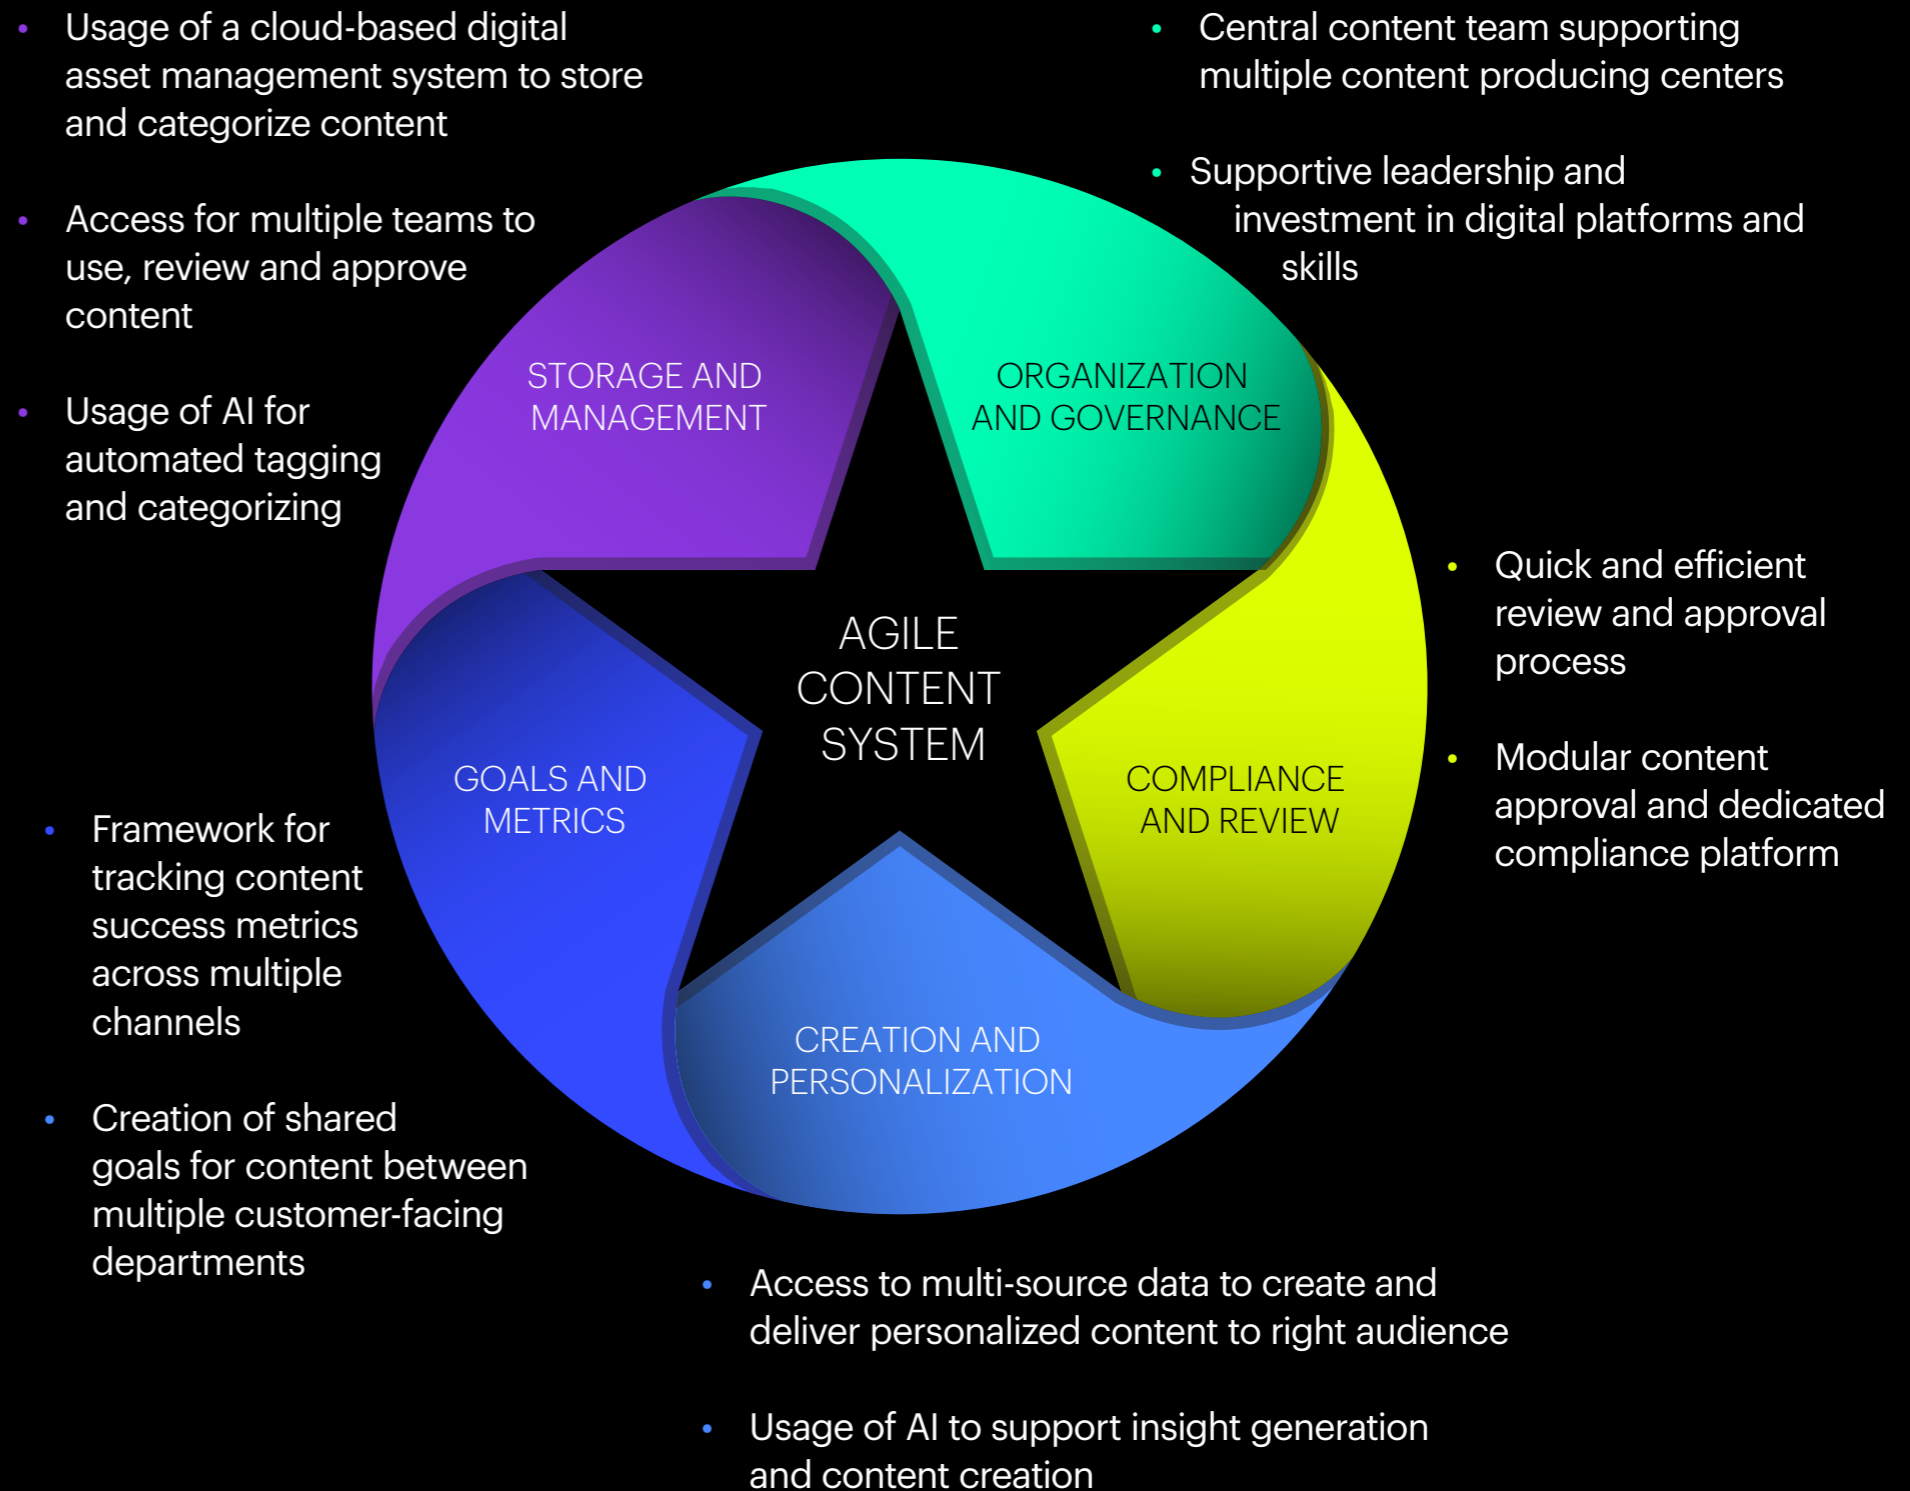 • Usage of a cloud-based digital
asset management system to store
and categorize content
• Access for multiple teams to
use, review and approve
content
• Usage of AI for
automated tagging
and categorizing
• Central content team supporting
multiple content producing centers
• Supportive leadership and
investment in digital platforms and
skills
STORAGE AND
MANAGEMENT
ORGANIZATION
AND GOVERNANCE
• Quick and efficient
review and approval
process
• Modular content
approval and dedicated
compliance platform
AGILE
CONTENT
SYSTEM
GOALS AND
METRICS
COMPLIANCE
AND REVIEW
• Framework for
tracking content
success metrics
across multiple
channels
• Creation of shared
goals for content between
multiple customer-facing
departments
CREATION AND
PERSONALIZATION
• Access to multi-source data to create and
deliver personalized content to right audience
• Usage of AI to support insight generation
and content creation